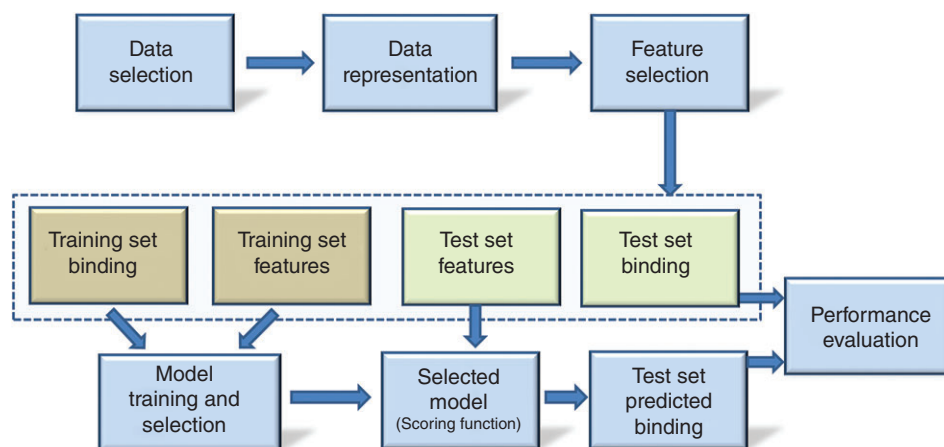 Data
selection
Data
representation
Feature
selection
Training set
binding
Training set
features
Test set
features
Test set
binding
Performance
evaluation
Model
training and
selection
Selected
model
(Scoring function)
Test set
predicted
binding